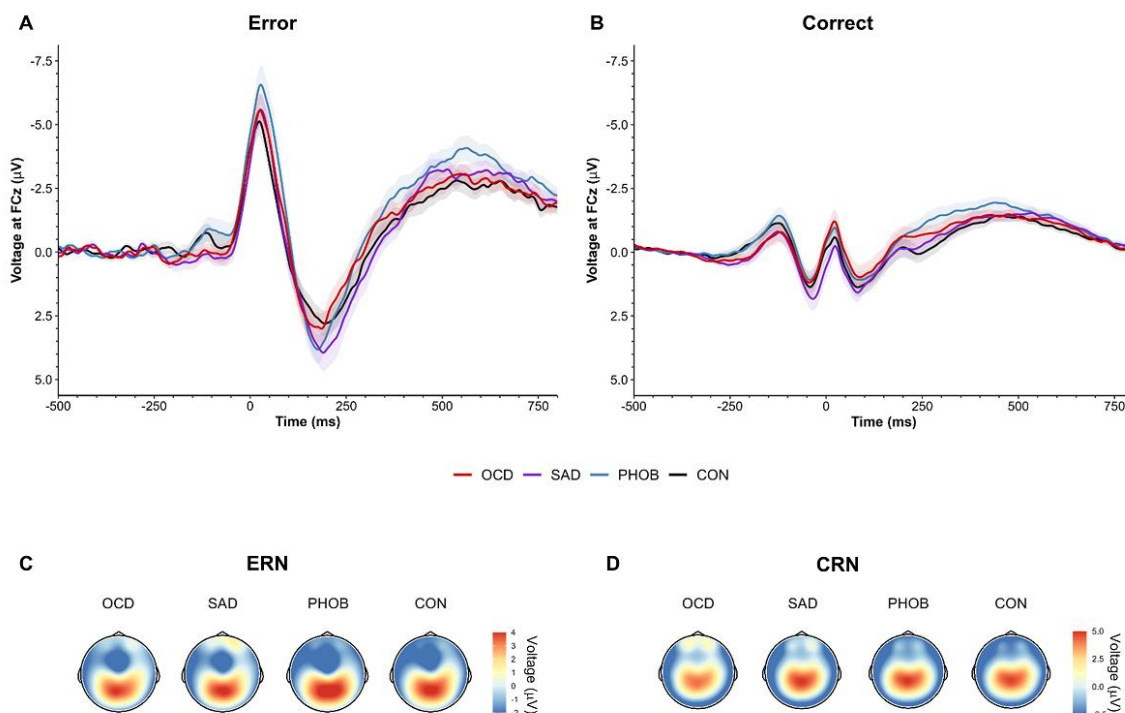 A Error
B Correct
-7.5
-5.0
-2.5
0.0
2.5
5.0
Voltage at FCz (µV)
-500 -250 0 250 500 750
Time (ms)
-7.5
-5.0
-2.5
0.0
2.5
5.0
Voltage at FCz (µV)
-500 -250 0 250 500 750
Time (ms)
OCD SAD PHOB CON
C ERN
OCD SAD PHOB CON
4
3
2
1
0
-1
Voltage (µV)
D CRN
OCD SAD PHOB CON
5.0
2.5
0.0
Voltage (µV)